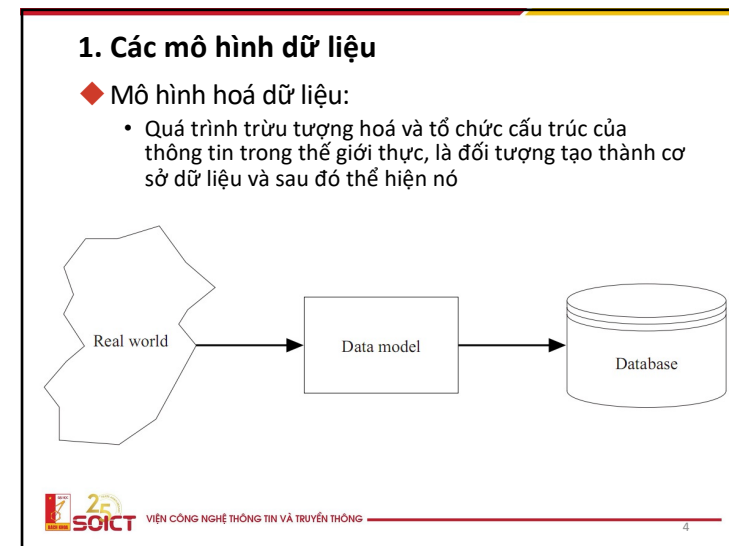 1. Các mô hình dữ liệu
Mô hình hoá dữ liệu:
• Quá trình trừu tượng hoá và tổ chức cấu trúc của
thông tin trong thế giới thực, là đối tượng tạo thành cơ
sở dữ liệu và sau đó thể hiện nó
Real world
Data model
Database
25
SOICT
VIỆN CÔNG NGHỆ THÔNG TIN VÀ TRUYỀN THÔNG
4